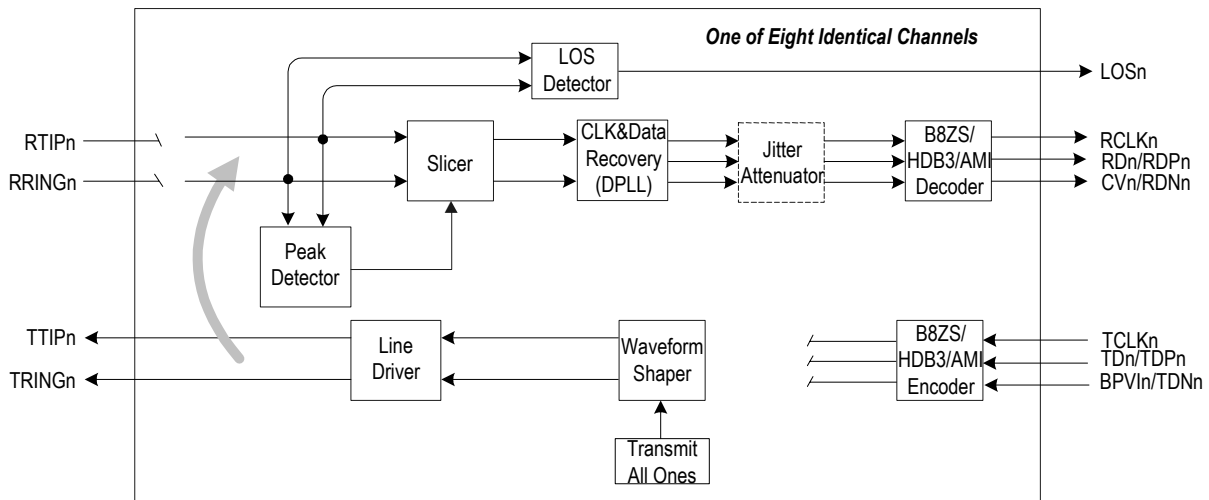 One of Eight Identical Channels
LOS
Detector
LOSn
RTIPn
RRINGn
Slicer
CLK&Data
Recovery
(DPLL)
Jitter
Attenuator
B8ZS/
HDB3/AMI
Decoder
RCLKn
RDn/RDPn
CVn/RDNn
Peak
Detector
TTIPn
TRINGn
Line
Driver
Waveform
Shaper
B8ZS/
HDB3/AMI
Encoder
TCLKn
TDn/TDPn
BPVIn/TDNn
Transmit
All Ones